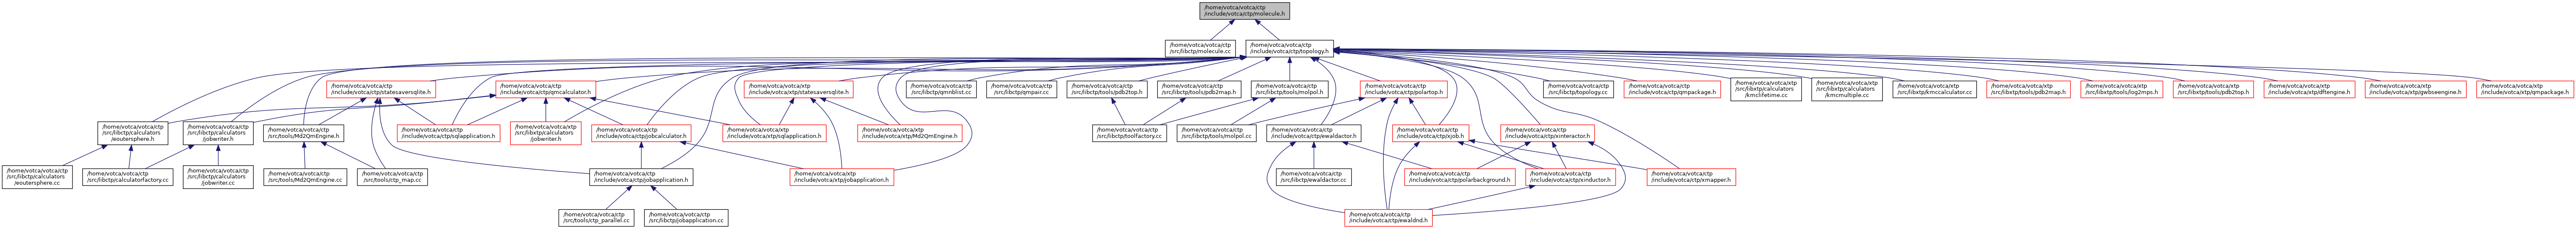 /home/votca/votca/ctp
/include/votca/ctp/molecule.h
/home/votca/votca/ctp
/src/libctp/molecule.cc
/home/votca/votca/ctp
/include/votca/ctp/topology.h
/home/votca/votca/ctp
/include/votca/ctp/statesaversqlite.h
/home/votca/votca/ctp
/include/votca/ctp/qmcalculator.h
/home/votca/votca/xtp
/include/votca/xtp/statesaversqlite.h
/home/votca/votca/ctp
/src/libctp/qmnblist.cc
/home/votca/votca/ctp
/src/libctp/qmpair.cc
/home/votca/votca/ctp
/src/libctp/tools/pdb2top.h
/home/votca/votca/ctp
/src/libctp/tools/pdb2map.h
/home/votca/votca/ctp
/src/libctp/tools/molpol.h
/home/votca/votca/ctp
/include/votca/ctp/polartop.h
/home/votca/votca/ctp
/src/libctp/topology.cc
/home/votca/votca/ctp
/include/votca/ctp/qmpackage.h
/home/votca/votca/xtp
/src/libxtp/calculators
/kmclifetime.cc
/home/votca/votca/xtp
/src/libxtp/calculators
/kmcmultiple.cc
/home/votca/votca/xtp
/src/libxtp/kmccalculator.cc
/home/votca/votca/xtp
/src/libxtp/tools/pdb2map.h
/home/votca/votca/xtp
/src/libxtp/tools/log2mps.h
/home/votca/votca/xtp
/src/libxtp/tools/pdb2top.h
/home/votca/votca/xtp
/include/votca/xtp/dftengine.h
/home/votca/votca/xtp
/include/votca/xtp/gwbseengine.h
/home/votca/votca/xtp
/include/votca/xtp/qmpackage.h
/home/votca/votca/ctp
/src/libctp/calculators
/eoutersphere.h
/home/votca/votca/ctp
/src/libctp/calculators
/jobwriter.h
/home/votca/votca/ctp
/src/tools/Md2QmEngine.h
/home/votca/votca/ctp
/include/votca/ctp/sqlapplication.h
/home/votca/votca/xtp
/src/libxtp/calculators
/jobwriter.h
/home/votca/votca/ctp
/include/votca/ctp/jobcalculator.h
/home/votca/votca/xtp
/include/votca/xtp/sqlapplication.h
/home/votca/votca/xtp
/include/votca/xtp/Md2QmEngine.h
/home/votca/votca/ctp
/src/libctp/toolfactory.cc
/home/votca/votca/ctp
/src/libctp/tools/molpol.cc
/home/votca/votca/ctp
/include/votca/ctp/ewaldactor.h
/home/votca/votca/ctp
/include/votca/ctp/xjob.h
/home/votca/votca/ctp
/include/votca/ctp/xinteractor.h
/home/votca/votca/ctp
/src/libctp/calculators
/eoutersphere.cc
/home/votca/votca/ctp
/src/libctp/calculatorfactory.cc
/home/votca/votca/ctp
/src/libctp/calculators
/jobwriter.cc
/home/votca/votca/ctp
/src/tools/Md2QmEngine.cc
/home/votca/votca/ctp
/src/tools/ctp_map.cc
/home/votca/votca/ctp
/include/votca/ctp/jobapplication.h
/home/votca/votca/xtp
/include/votca/xtp/jobapplication.h
/home/votca/votca/ctp
/src/libctp/ewaldactor.cc
/home/votca/votca/ctp
/include/votca/ctp/polarbackground.h
/home/votca/votca/ctp
/include/votca/ctp/xinductor.h
/home/votca/votca/ctp
/include/votca/ctp/xmapper.h
/home/votca/votca/ctp
/src/tools/ctp_parallel.cc
/home/votca/votca/ctp
/src/libctp/jobapplication.cc
/home/votca/votca/ctp
/include/votca/ctp/ewaldnd.h